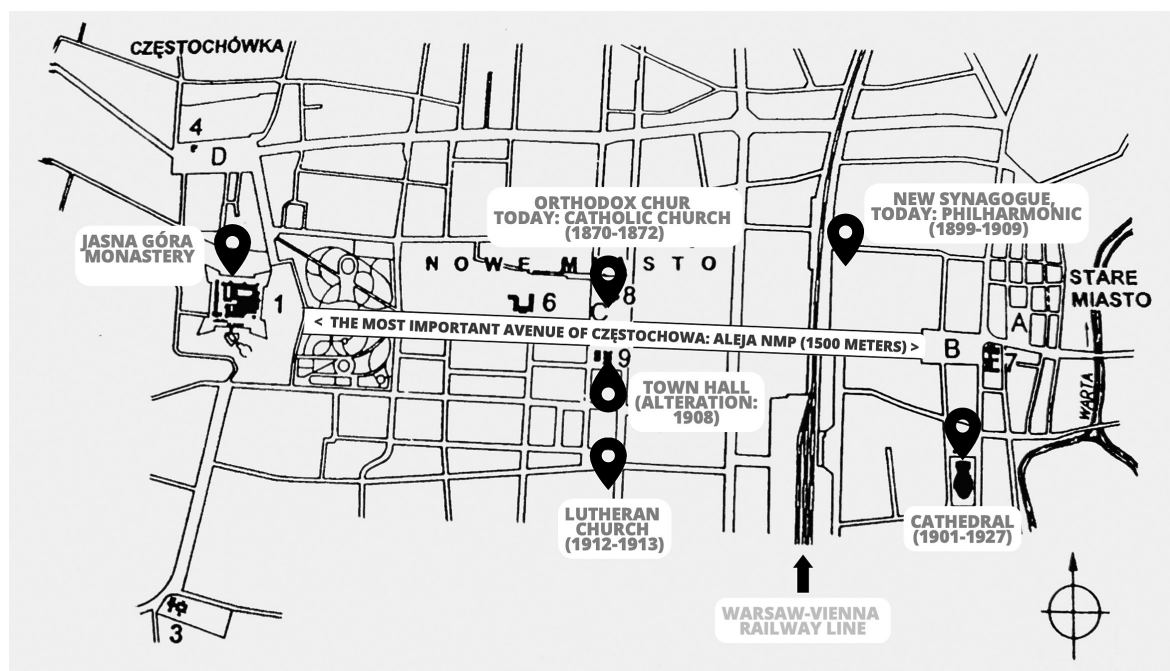 CZĘSTOCHÓWKA
4
D
ORTHODOX CHUR
TODAY: CATHOLIC CHURCH
(1870-1872)
NEW SYNAGOGUE,
TODAY: PHILHARMONIC
(1899-1909)
JASNA GÓRA
MONASTERY
NOWE MIASTO
STARE
MIASTO
1
6
8
C
A
< THE MOST IMPORTANT AVENUE OF CZĘSTOCHOWA: ALEJA NMP (1500 METERS) >
B
7
9
TOWN HALL
(ALTERATION:
1908)
WARTA
LUTHERAN
CHURCH
(1912-1913)
CATHEDRAL
(1901-1927)
WARSAW-VIENNA
RAILWAY LINE
3